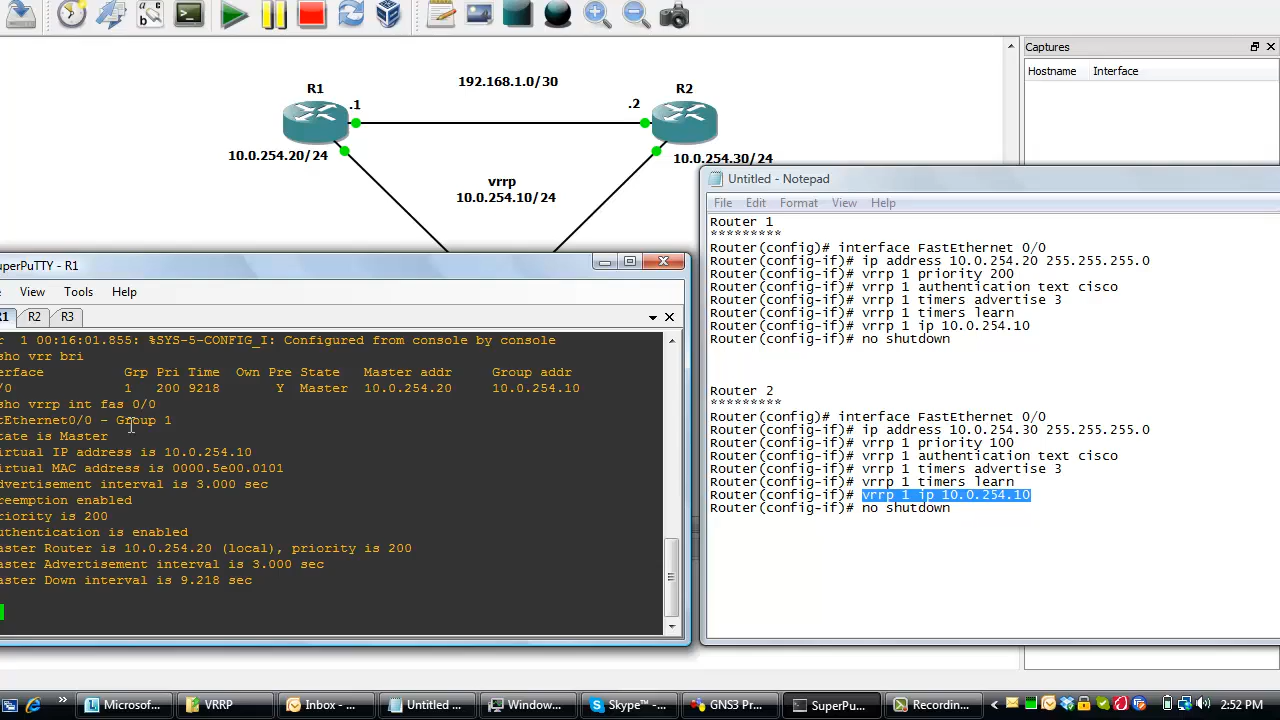 Captures
Hostname Interface
192.168.1.0/30
R1
R2
.1
.2
10.0.254.20/24
10.0.254.30/24
vrrp
10.0.254.10/24
Untitled - Notepad
File Edit Format View Help
Router 1
*********
Router(config)# interface FastEthernet 0/0
Router(config-if)# ip address 10.0.254.20 255.255.255.0
Router(config-if)# vrrp 1 priority 200
Router(config-if)# vrrp 1 authentication text cisco
Router(config-if)# vrrp 1 timers advertise 3
Router(config-if)# vrrp 1 timers learn
Router(config-if)# vrrp 1 ip 10.0.254.10
Router(config-if)# no shutdown
Router 2
*********
Router(config)# interface FastEthernet 0/0
Router(config-if)# ip address 10.0.254.30 255.255.255.0
Router(config-if)# vrrp 1 priority 100
Router(config-if)# vrrp 1 authentication text cisco
Router(config-if)# vrrp 1 timers advertise 3
Router(config-if)# vrrp 1 timers learn
Router(config-if)# vrrp 1 ip 10.0.254.10
Router(config-if)# no shutdown
uperPuTTY - R1
View Tools Help
R1 R2 R3
r 1 00:16:01.855: %SYS-5-CONFIG_I: Configured from console by console
sho vrr bri
erface Grp Pri Time Own Pre State Master addr Group addr
/0 1 200 9218 Y Master 10.0.254.20 10.0.254.10
sho vrrp int fas 0/0
tEthernet0/0 - Group 1
tate is Master
irtual IP address is 10.0.254.10
irtual MAC address is 0000.5e00.0101
dvertisement interval is 3.000 sec
reemption enabled
riority is 200
uthentication is enabled
aster Router is 10.0.254.20 (local), priority is 200
aster Advertisement interval is 3.000 sec
aster Down interval is 9.218 sec
Microsof... VRRP Inbox - ... Untitled ... Window... Skype™ -... GNS3 Pr... SuperPu... Recordin... 2:52 PM